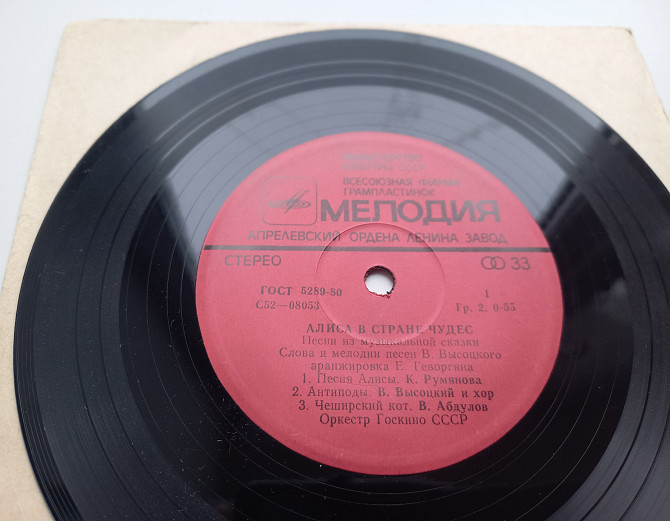 ВСЕСОЮЗНАЯ ФИРМА
ГРАМПЛАСТИНОК
МЕЛОДИЯ
АПРЕЛЕВСКИЙ ОРДЕНА ЛЕНИНА ЗАВОД
СТЕРЕО 33
ГОСТ 5289-80 1
С52—08053 Гр. 2. 0-55
АЛИСА В СТРАНЕ ЧУДЕС
Песни из музыкальной сказки
Слова и мелодии песен В. Высоцкого
аранжировка Е. Геворгяна
1. Песня Алисы. К. Румянова
2. Антиподы. В. Высоцкий и хор
3. Чеширский кот. В. Абдулов
Оркестр Госкино СССР